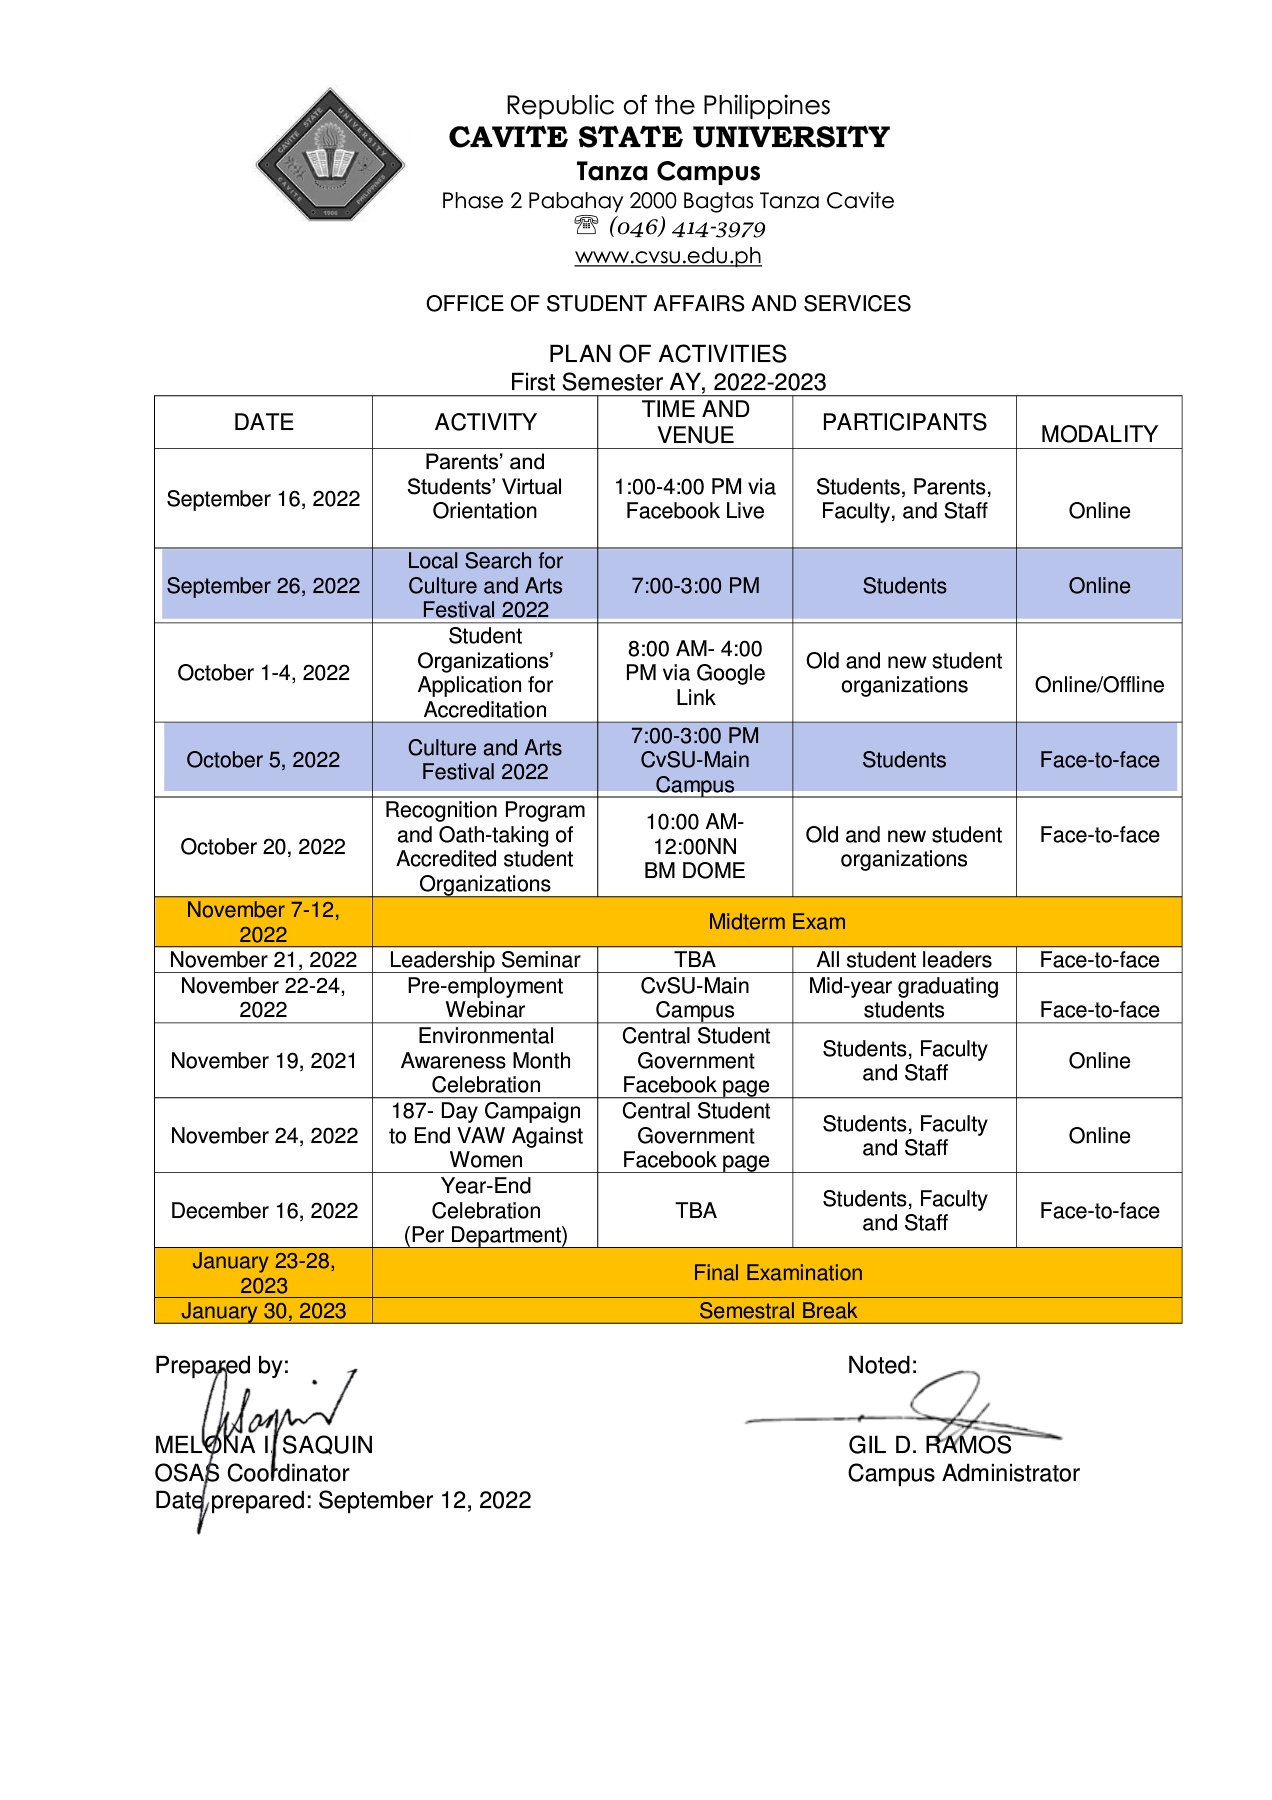 Republic of the Philippines
CAVITE STATE UNIVERSITY
Tanza Campus
Phase 2 Pabahay 2000 Bagtas Tanza Cavite
☏ (046) 414-3979
www.cvsu.edu.ph
CAVITE STATE UNIVERSITY
CAVITE PHILIPPINES
1906
OFFICE OF STUDENT AFFAIRS AND SERVICES
PLAN OF ACTIVITIES
First Semester AY, 2022-2023
DATE
ACTIVITY
TIME AND
VENUE
PARTICIPANTS
MODALITY
September 16, 2022
Parents’ and
Students’ Virtual
Orientation
1:00-4:00 PM via
Facebook Live
Students, Parents,
Faculty, and Staff
Online
September 26, 2022
Local Search for
Culture and Arts
Festival 2022
7:00-3:00 PM
Students
Online
October 1-4, 2022
Student
Organizations’
Application for
Accreditation
8:00 AM- 4:00
PM via Google
Link
Old and new student
organizations
Online/Offline
October 5, 2022
Culture and Arts
Festival 2022
7:00-3:00 PM
CvSU-Main
Campus
Students
Face-to-face
October 20, 2022
Recognition Program
and Oath-taking of
Accredited student
Organizations
10:00 AM-
12:00NN
BM DOME
Old and new student
organizations
Face-to-face
November 7-12,
2022
Midterm Exam
November 21, 2022
Leadership Seminar
TBA
All student leaders
Face-to-face
November 22-24,
2022
Pre-employment
Webinar
CvSU-Main
Campus
Mid-year graduating
students
Face-to-face
November 19, 2021
Environmental
Awareness Month
Celebration
Central Student
Government
Facebook page
Students, Faculty
and Staff
Online
November 24, 2022
187- Day Campaign
to End VAW Against
Women
Central Student
Government
Facebook page
Students, Faculty
and Staff
Online
December 16, 2022
Year-End
Celebration
(Per Department)
TBA
Students, Faculty
and Staff
Face-to-face
January 23-28,
2023
Final Examination
January 30, 2023
Semestral Break
Prepared by:
MELONA I. SAQUIN
OSAS Coordinator
Date prepared: September 12, 2022
Noted:
GIL D. RAMOS
Campus Administrator